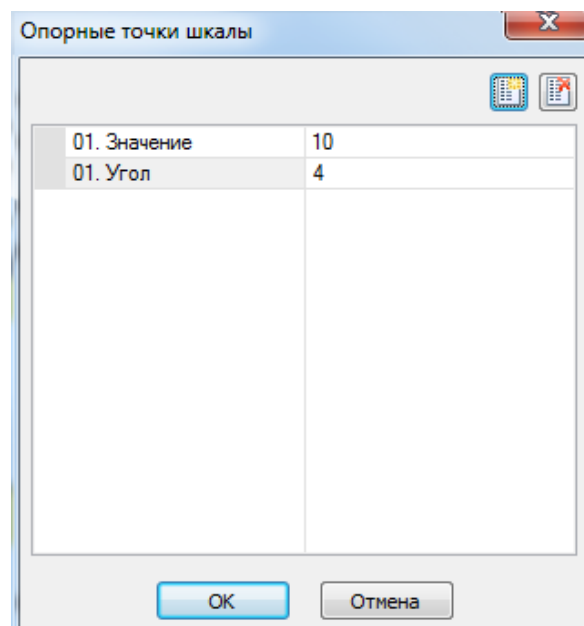 Опорные точки шкалы
01. Значение 10
01. Угол 4
OK Отмена